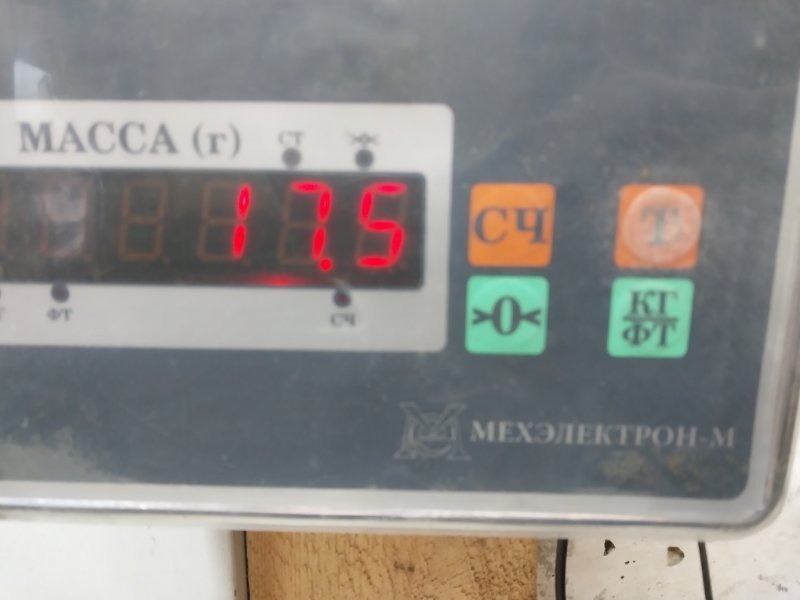 МАССА (г)
СТ
>Ж<
17.5
ФТ
СЧ
СЧ
Т
>0<
КГ
ФТ
МЕХЭЛЕКТРОН-М